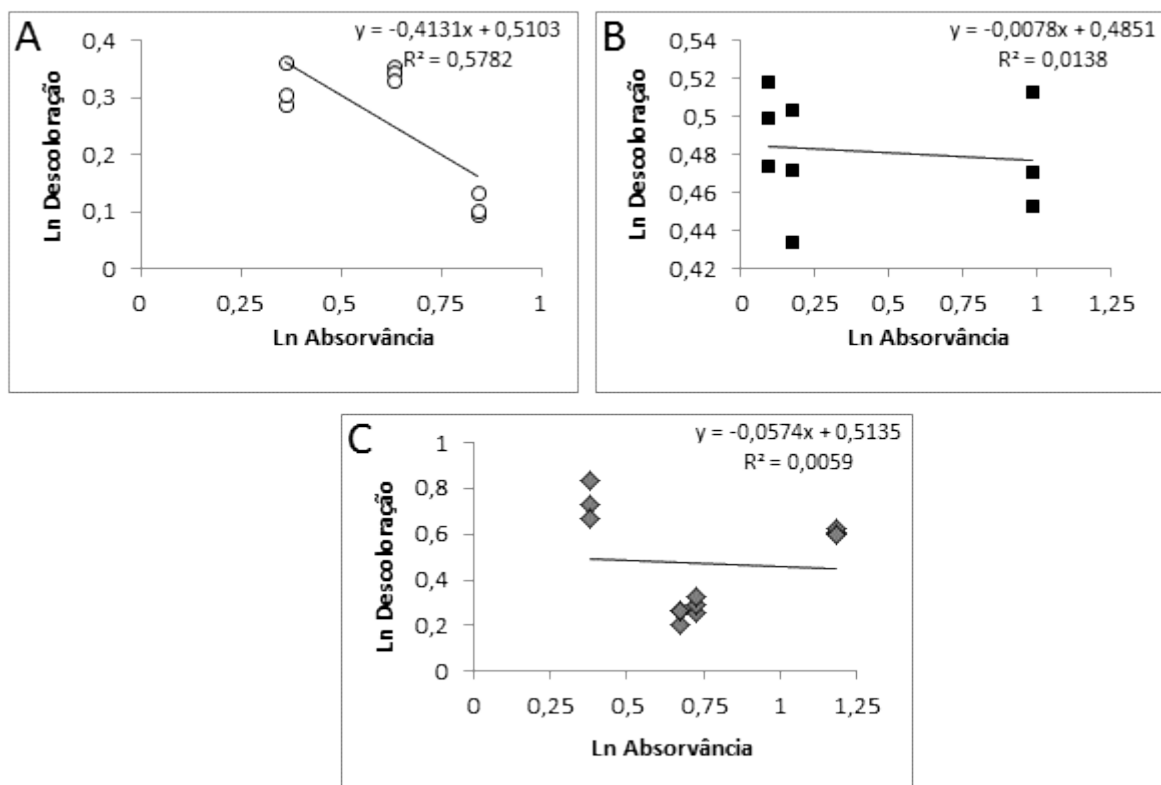 A
y = -0,4131x + 0,5103
R² = 0,5782
0,4
0,3
0,2
0,1
0
Ln Descoloração
0 0,25 0,5 0,75 1
Ln Absorvância
B
y = -0,0078x + 0,4851
R² = 0,0138
0,54
0,52
0,5
0,48
0,46
0,44
0,42
Ln Descoloração
0 0,25 0,5 0,75 1 1,25
Ln Absorvância
C
y = -0,0574x + 0,5135
R² = 0,0059
1
0,8
0,6
0,4
0,2
0
Ln Descoloração
0 0,25 0,5 0,75 1 1,25
Ln Absorvância